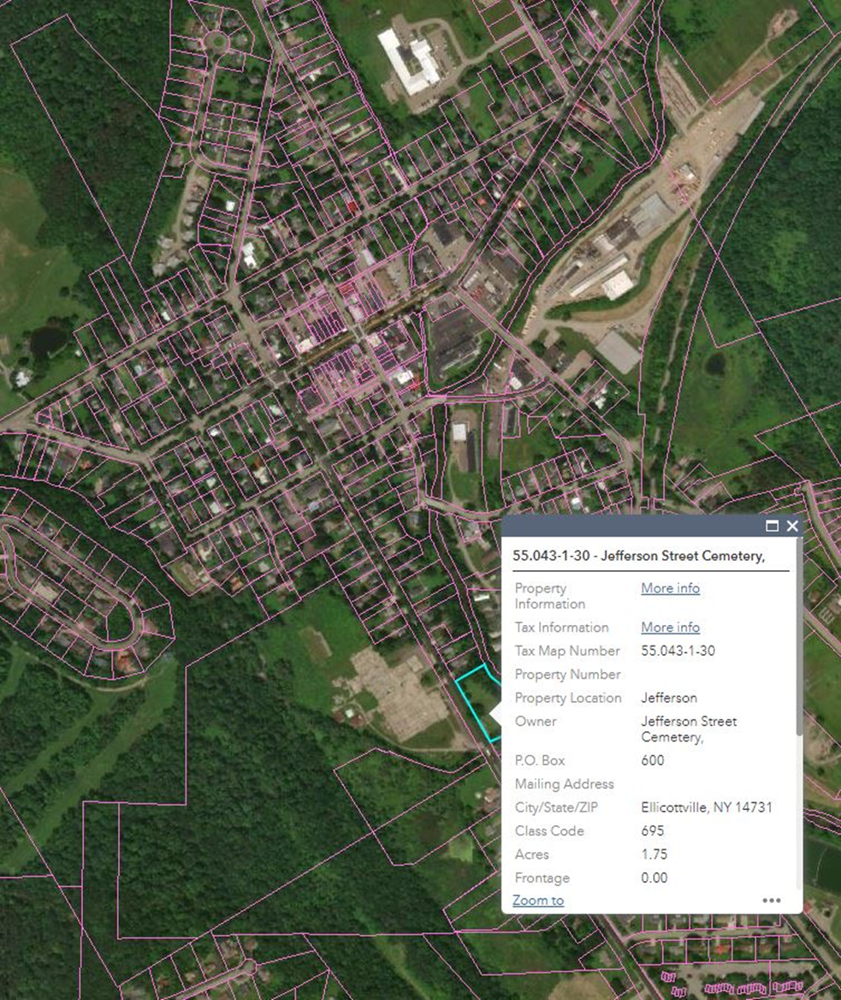 55.043-1-30 - Jefferson Street Cemetery,
Property Information More info
Tax Information More info
Tax Map Number 55.043-1-30
Property Number
Property Location Jefferson
Owner Jefferson Street Cemetery,
P.O. Box 600
Mailing Address
City/State/ZIP Ellicottville, NY 14731
Class Code 695
Acres 1.75
Frontage 0.00
Zoom to